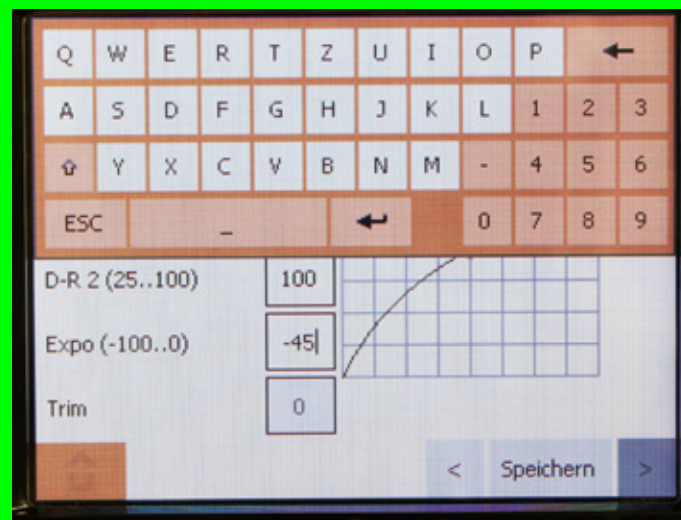 Q W E R T Z U I O P
A S D F G H J K L 1 2 3
Y X C V B N M - 4 5 6
ESC _ 0 7 8 9
D-R 2 (25..100) 100
Expo (-100..0) -45
Trim 0
< Speichern >